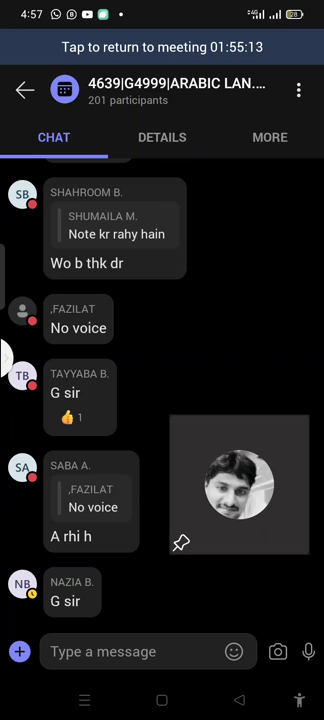 4:57
Tap to return to meeting 01:55:13
4639|G4999|ARABIC LAN....
201 participants
CHAT DETAILS MORE
SB SHAHROOM B.
SHUMAILA M.
Note kr rahy hain
Wo b thk dr
,FAZILAT
No voice
TB TAYYABA B.
G sir
👍 1
SA SABA A.
,FAZILAT
No voice
A rhi h
NB NAZIA B.
G sir
Type a message